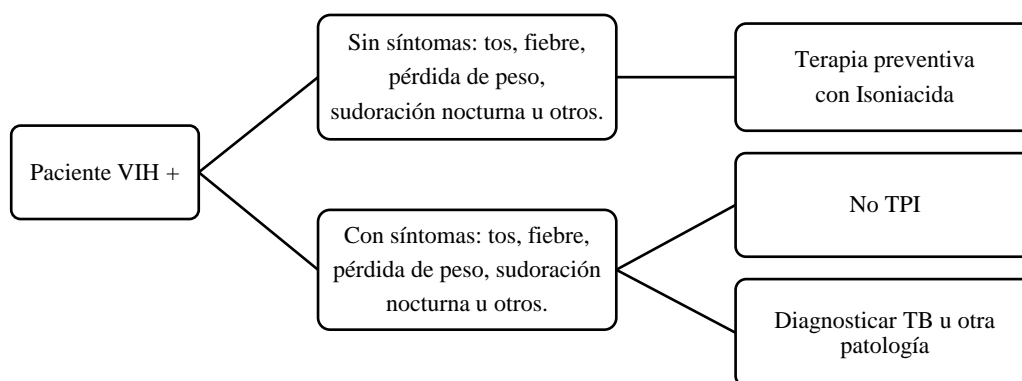 Paciente VIH +
Sin síntomas: tos, fiebre,
pérdida de peso,
sudoración nocturna u otros.
Terapia preventiva
con Isoniacida
Con síntomas: tos, fiebre,
pérdida de peso, sudoración
nocturna u otros.
No TPI
Diagnosticar TB u otra
patología